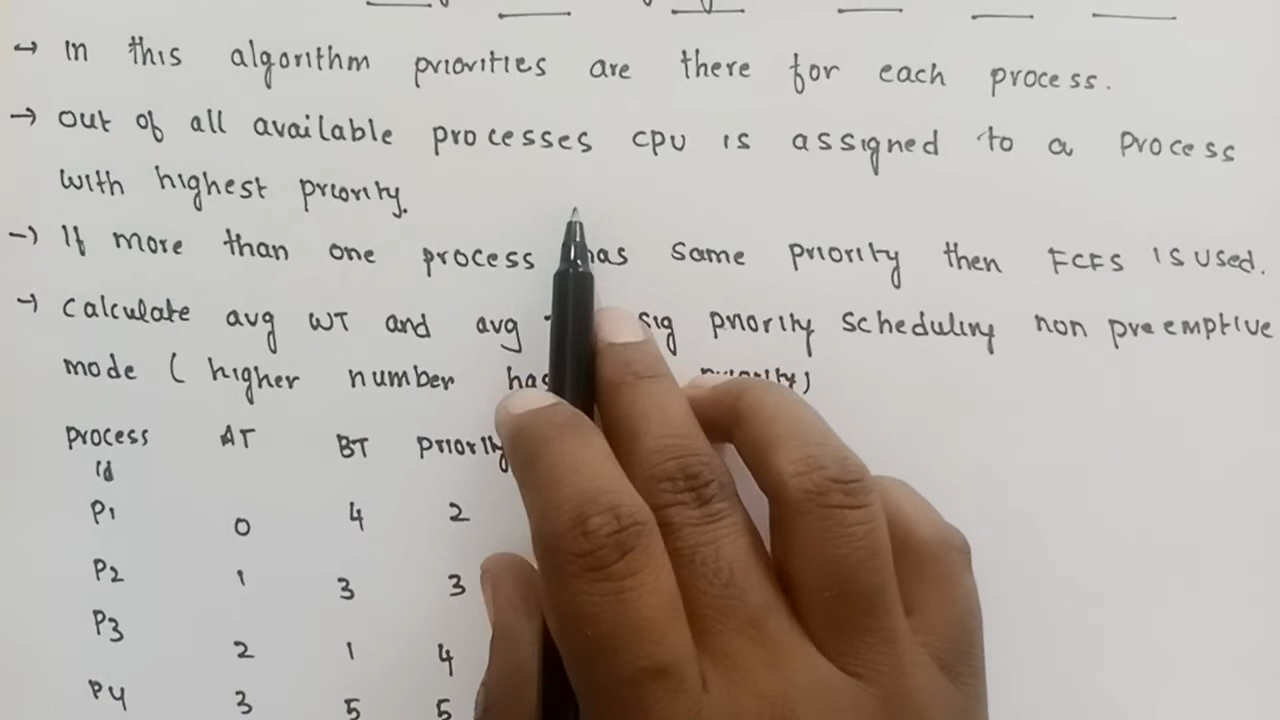 → In this algorithm priorities are there for each process.
→ out of all available processes CPU is assigned to a process
with highest priority.
→ If more than one process has same priority then FCFS is used.
→ calculate avg WT and avg sig priority scheduling non preemptive
mode ( higher number has priority)
process AT BT priority
id
P1 0 4 2
P2 1 3 3
P3 2 1 4
P4 3 5 5